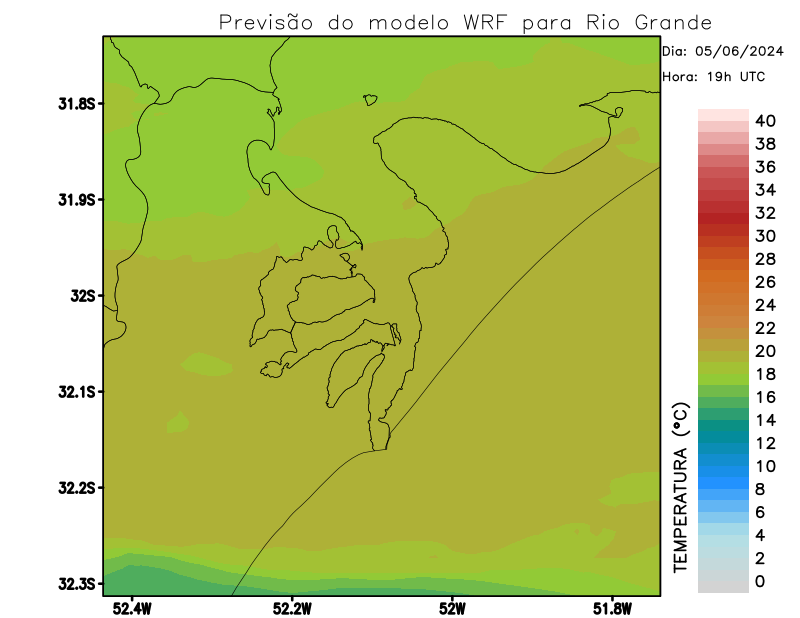 Previsão do modelo WRF para Rio Grande
Dia: 05/06/2024
Hora: 19h UTC
31.8S
31.9S
32S
32.1S
32.2S
32.3S
52.4W
52.2W
52W
51.8W
40
38
36
34
32
30
28
26
24
22
20
18
16
14
12
10
8
6
4
2
0
TEMPERATURA (°C)